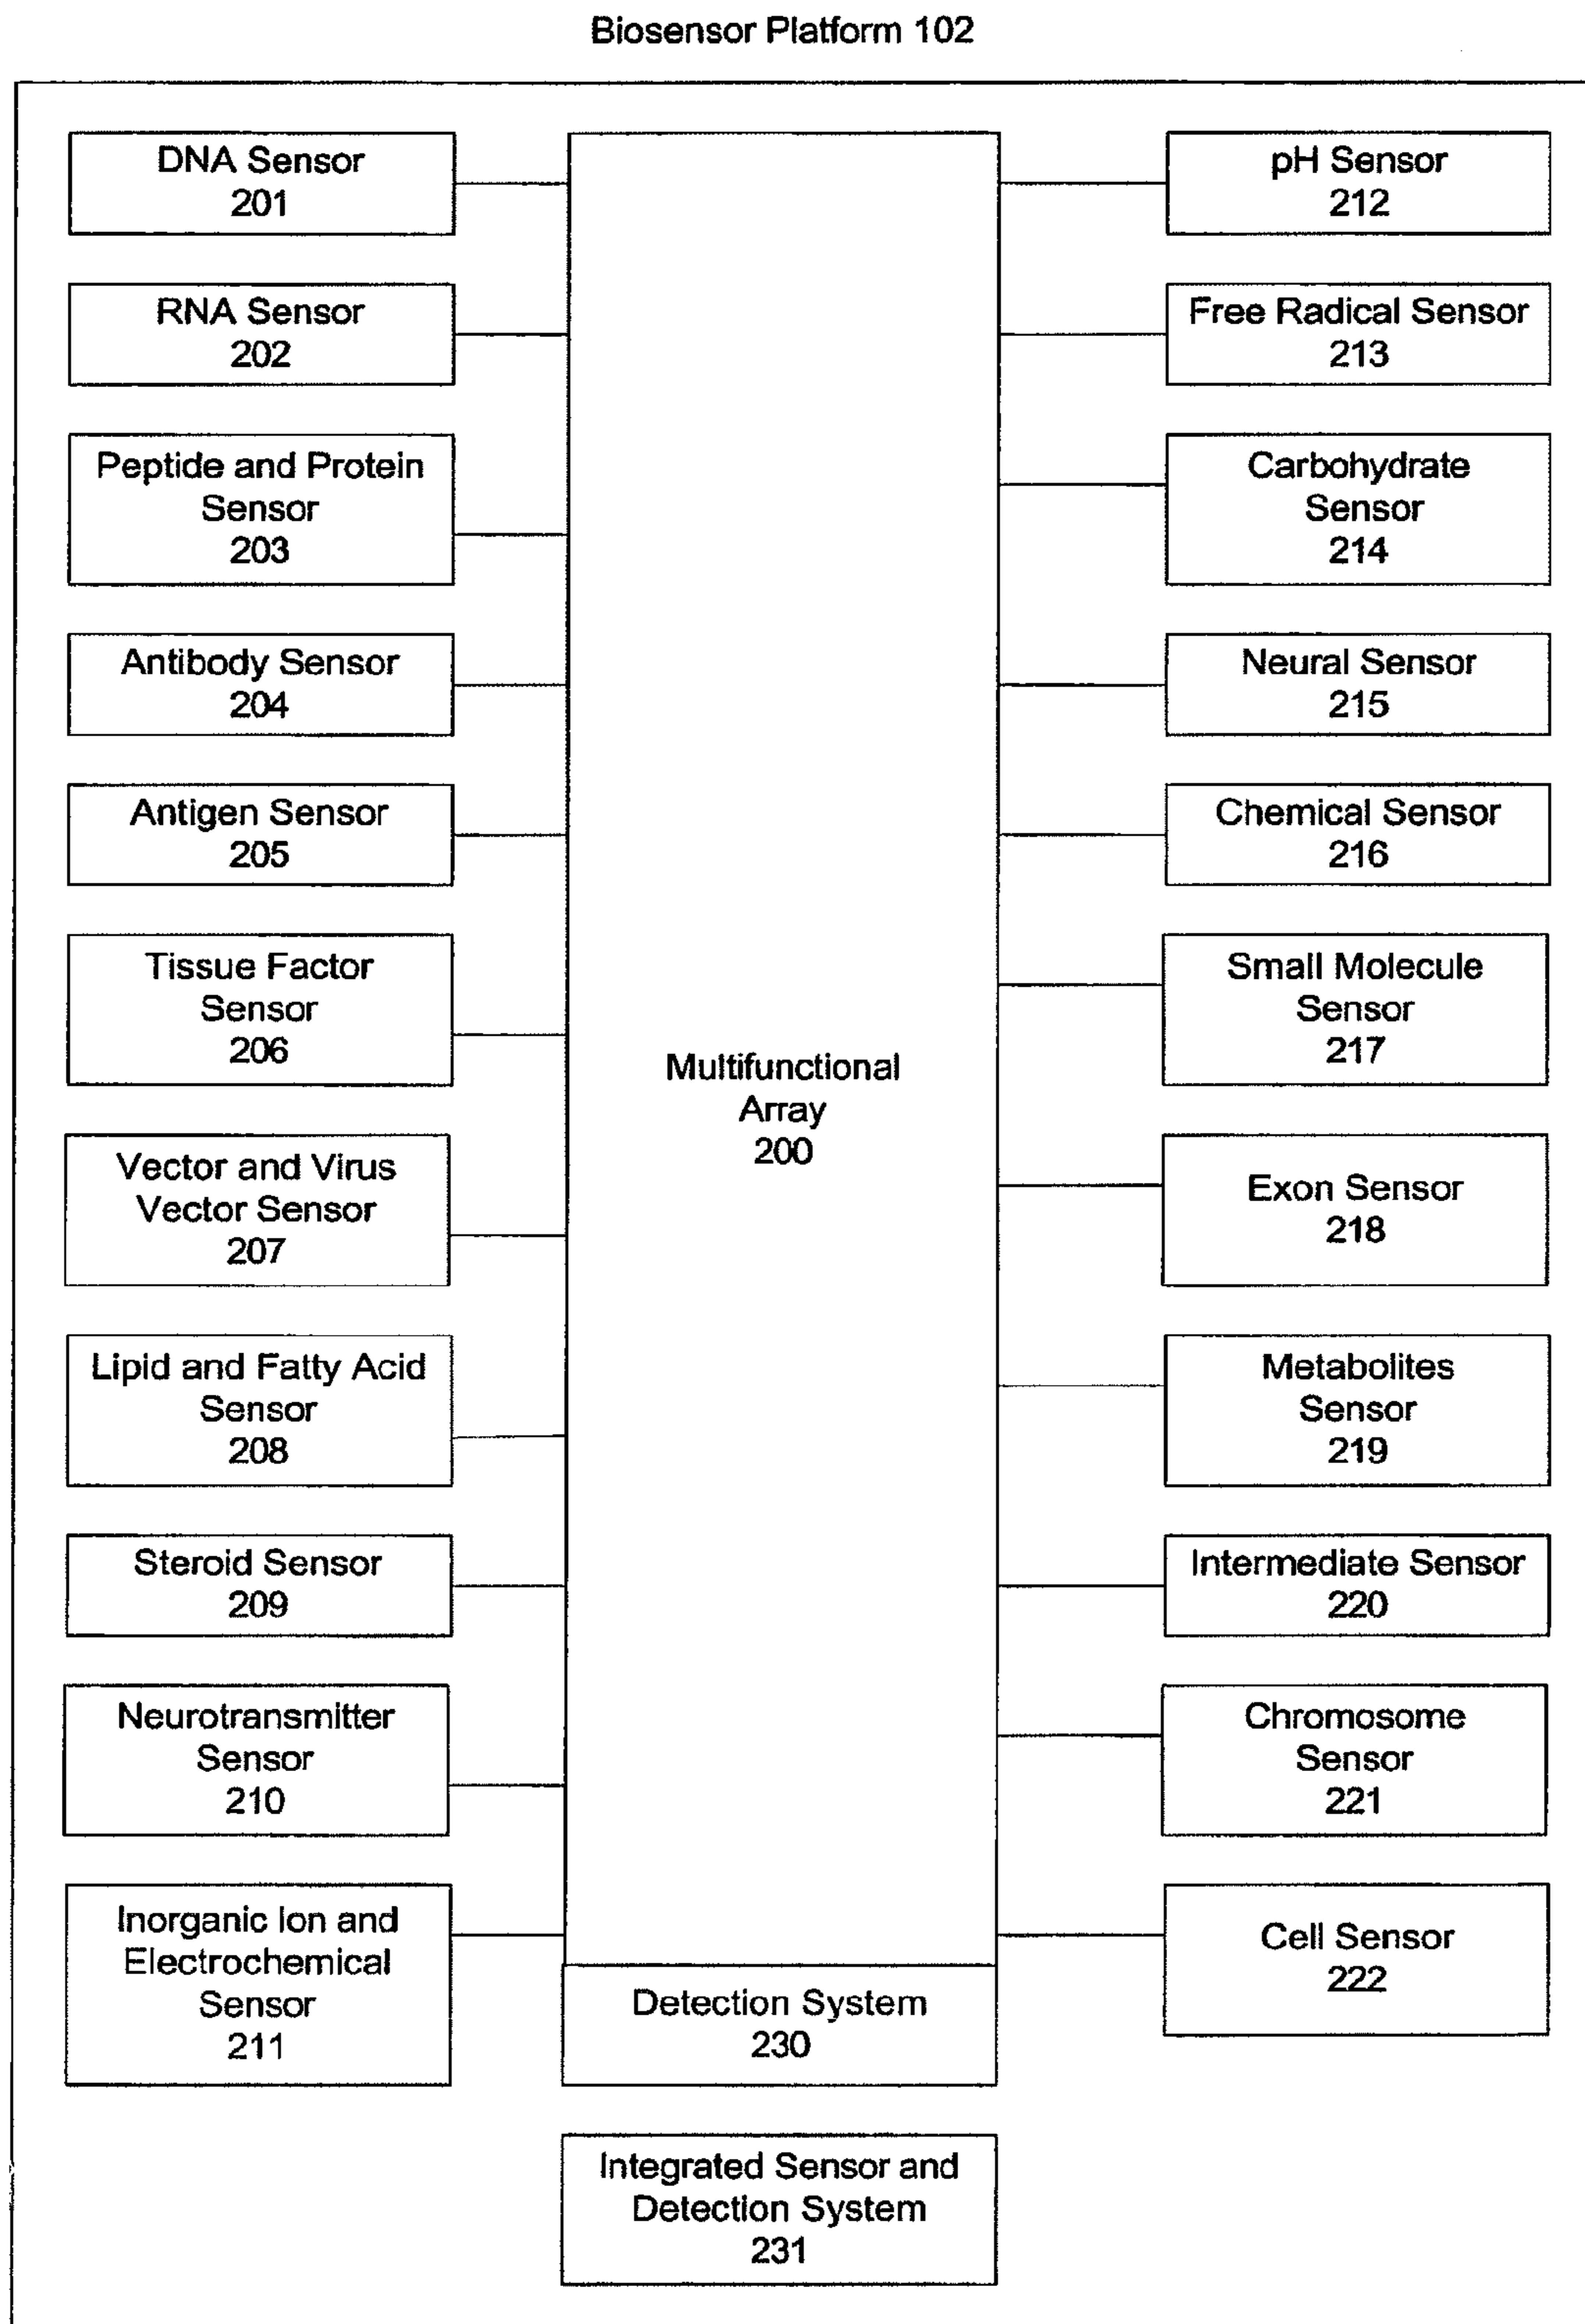 Biosensor Platform 102
DNA Sensor
201
RNA Sensor
202
Peptide and Protein
Sensor
203
Antibody Sensor
204
Antigen Sensor
205
Tissue Factor
Sensor
206
Vector and Virus
Vector Sensor
207
Lipid and Fatty Acid
Sensor
208
Steroid Sensor
209
Neurotransmitter
Sensor
210
Inorganic Ion and
Electrochemical
Sensor
211
Multifunctional
Array
200
Detection System
230
Integrated Sensor and
Detection System
231
pH Sensor
212
Free Radical Sensor
213
Carbohydrate
Sensor
214
Neural Sensor
215
Chemical Sensor
216
Small Molecule
Sensor
217
Exon Sensor
218
Metabolites
Sensor
219
Intermediate Sensor
220
Chromosome
Sensor
221
Cell Sensor
222